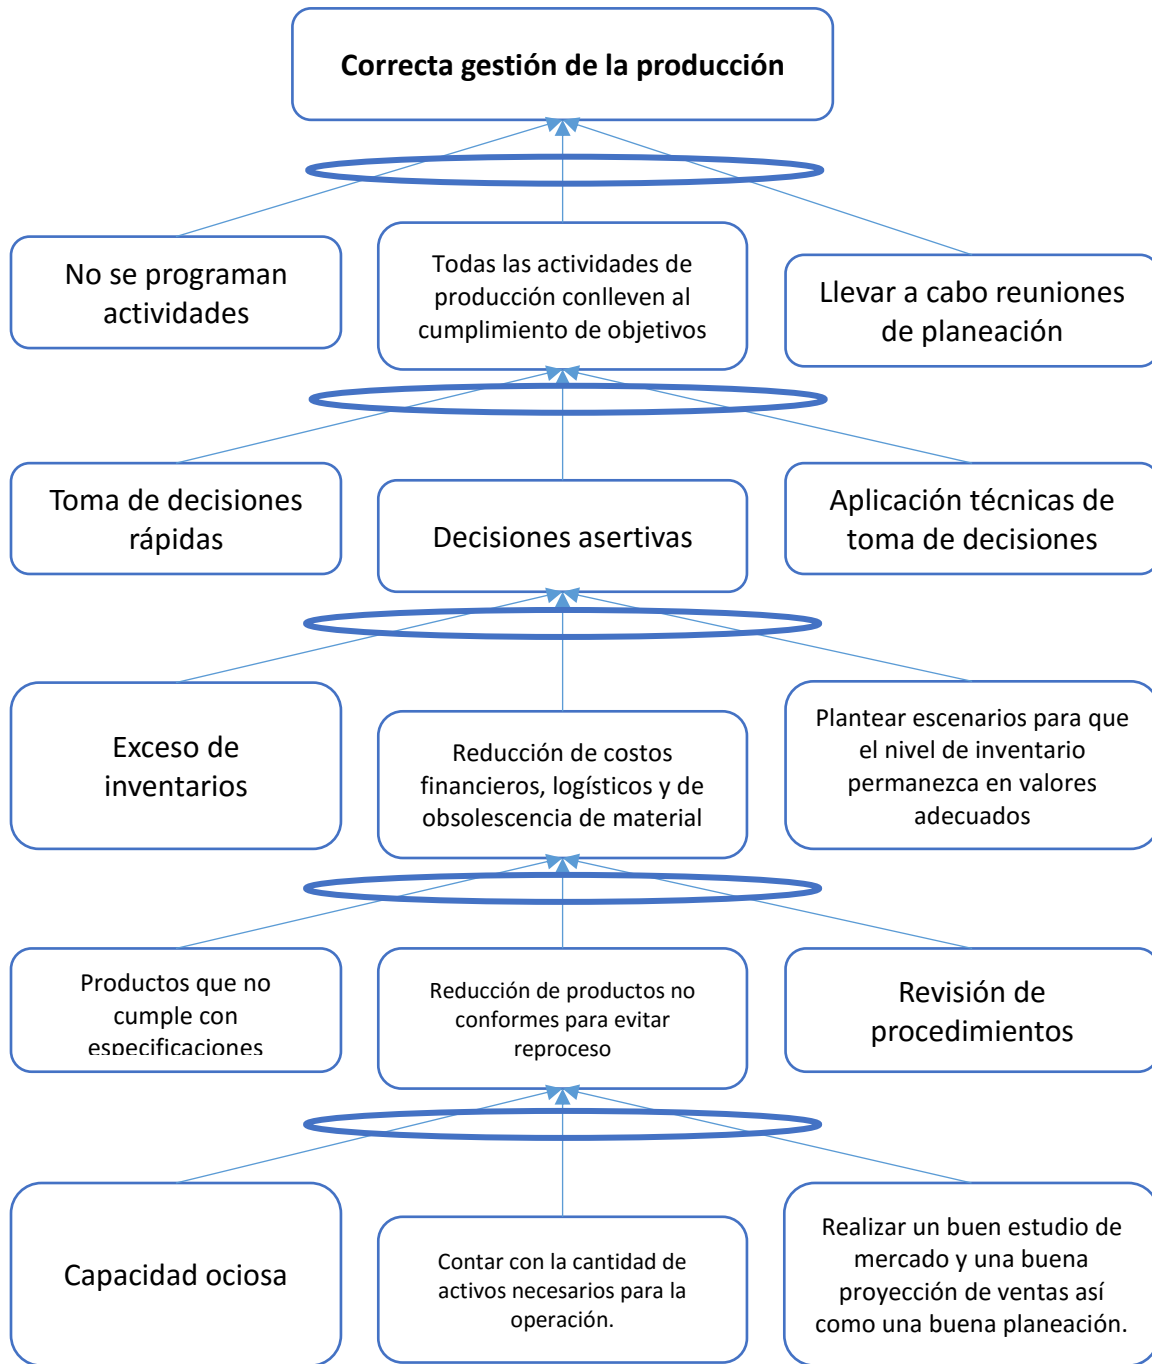 Correcta gestión de la producción
No se programan
actividades
Todas las actividades de
producción conlleven al
cumplimiento de objetivos
Llevar a cabo reuniones
de planeación
Toma de decisiones
rápidas
Decisiones asertivas
Aplicación técnicas de
toma de decisiones
Exceso de
inventarios
Reducción de costos
financieros, logísticos y de
obsolescencia de material
Plantear escenarios para que
el nivel de inventario
permanezca en valores
adecuados
Productos que no
cumple con
especificaciones
Reducción de productos no
conformes para evitar
reproceso
Revisión de
procedimientos
Capacidad ociosa
Contar con la cantidad de
activos necesarios para la
operación.
Realizar un buen estudio de
mercado y una buena
proyección de ventas así
como una buena planeación.